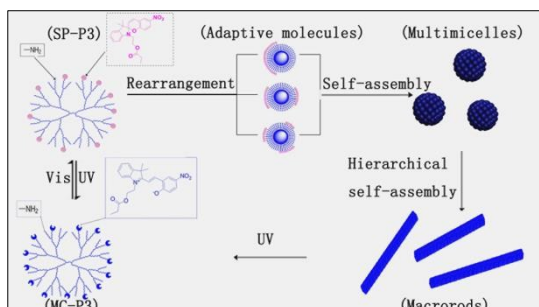 (SP-P3)
(Adaptive molecules)
(Multimicelles)
—NH₂
NO₂
Rearrangement
Self-assembly
Vis
UV
NO₂
Hierarchical
self-assembly
—NH₂
UV
(MC-P3)
(Macrorods)